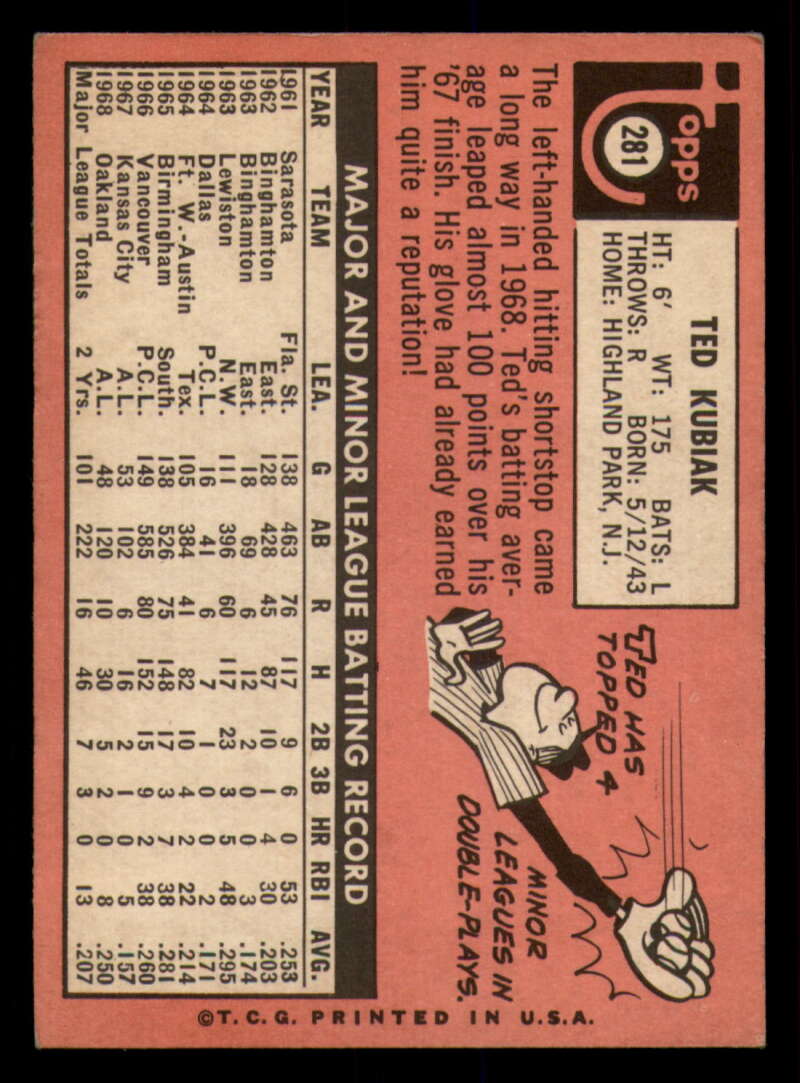 Topps
281
TED KUBIAK
HT: 6' WT: 175 BATS: L
THROWS: R BORN: 5/12/43
HOME: HIGHLAND PARK, N.J.
The left-handed hitting shortstop came
a long way in 1968. Ted's batting aver-
age leaped almost 100 points over his
'67 finish. His glove had already earned
him quite a reputation!
TED HAS
TOPPED 4
MINOR
LEAGUES IN
DOUBLE-PLAYS.
MAJOR AND MINOR LEAGUE BATTING RECORD
YEAR TEAM LEA. G AB R H 2B 3B HR RBI AVG.
1961 Sarasota Fla. St. 138 463 76 117 9 6 0 53 .253
1962 Binghamton East. 128 428 45 87 10 1 4 30 .203
1963 Binghamton East. 18 69 6 12 2 0 0 3 .174
1963 Lewiston N.W. 111 396 60 117 23 3 5 48 .295
1964 Dallas P.C.L. 16 41 6 7 1 0 0 2 .171
1964 Ft. W.-Austin Tex. 105 384 41 82 10 4 2 22 .214
1965 Birmingham South. 138 526 75 148 17 3 7 38 .281
1966 Vancouver P.C.L. 149 585 80 152 15 9 2 38 .260
1967 Kansas City A.L. 53 102 6 16 2 1 0 5 .157
1968 Oakland A.L. 48 120 10 30 5 2 0 8 .250
Major League Totals 2 Yrs. 101 222 16 46 7 3 0 13 .207
©T.C.G. PRINTED IN U.S.A.